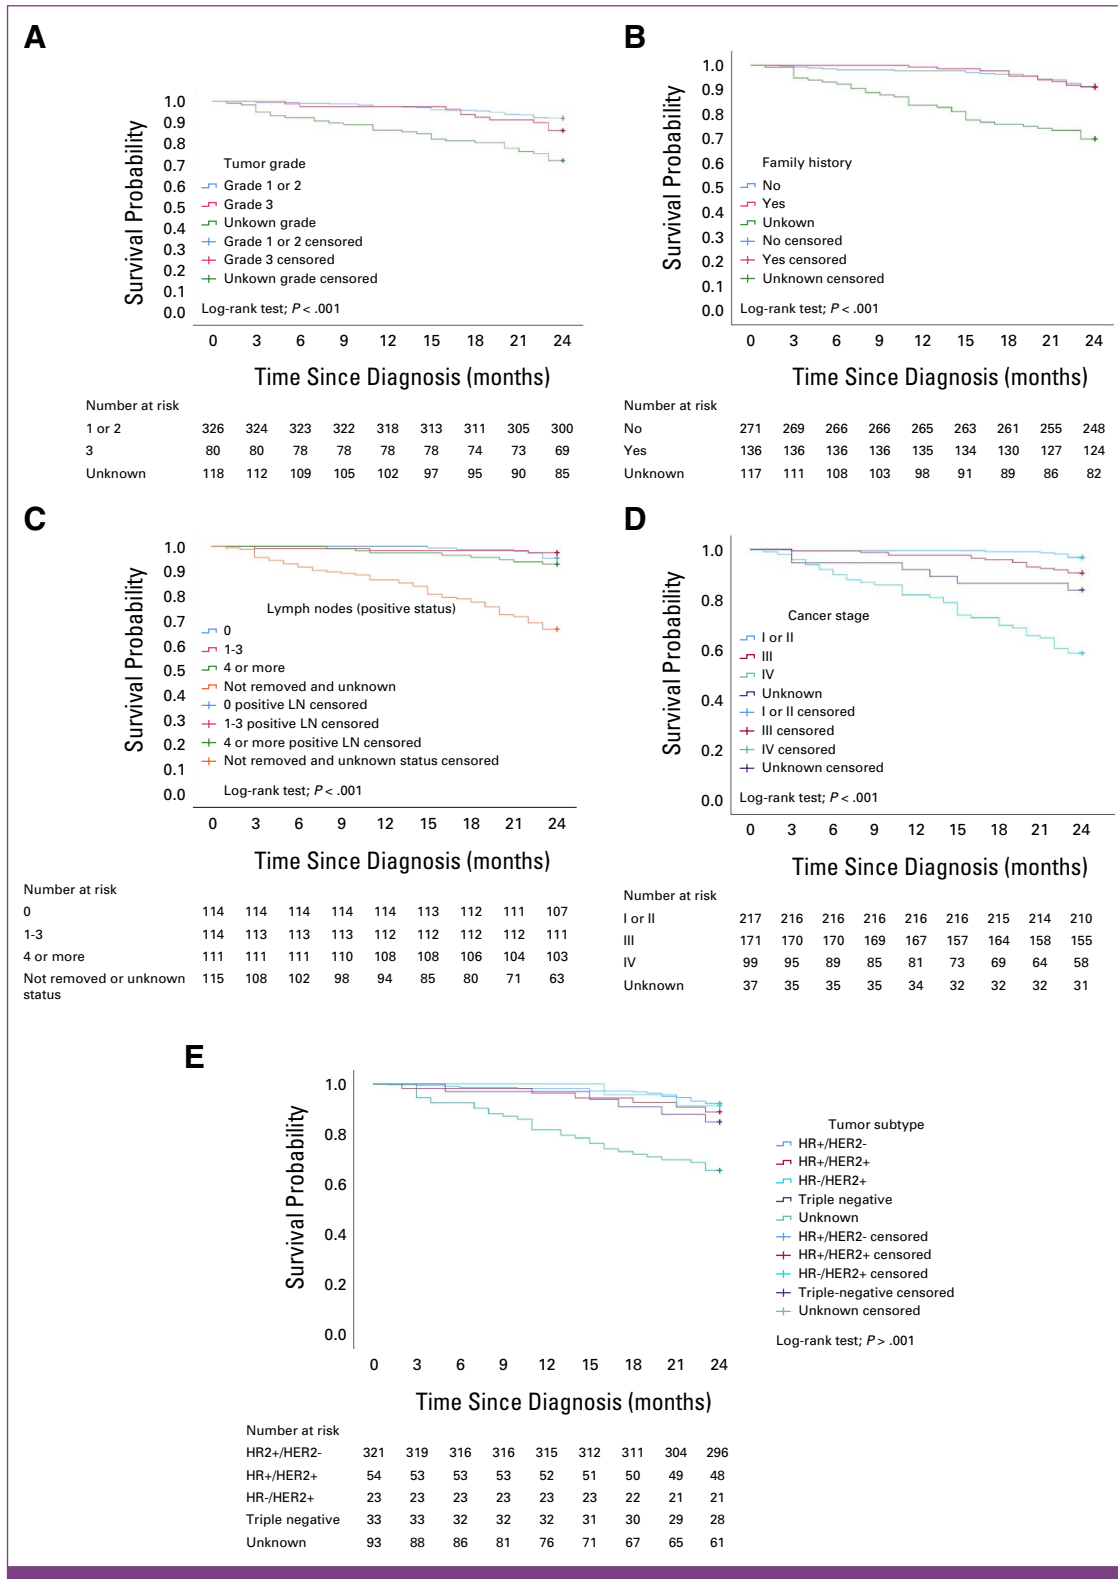 A
Survival Probability
1.0
0.9
0.8
0.7
0.6
0.5
0.4
0.3
0.2
0.1
0.0
Tumor grade
Grade 1 or 2
Grade 3
Unkown grade
Grade 1 or 2 censored
Grade 3 censored
Unkown grade censored
Log-rank test; P < .001
0 3 6 9 12 15 18 21 24
Time Since Diagnosis (months)
Number at risk
1 or 2 326 324 323 322 318 313 311 305 300
3 80 80 78 78 78 78 74 73 69
Unknown 118 112 109 105 102 97 95 90 85
B
Survival Probability
1.0
0.9
0.8
0.7
0.6
0.5
0.4
0.3
0.2
0.1
0.0
Family history
No
Yes
Unkown
No censored
Yes censored
Unknown censored
Log-rank test; P < .001
0 3 6 9 12 15 18 21 24
Time Since Diagnosis (months)
Number at risk
No 271 269 266 266 265 263 261 255 248
Yes 136 136 136 136 135 134 130 127 124
Unknown 117 111 108 103 98 91 89 86 82
C
Survival Probability
1.0
0.9
0.8
0.7
0.6
0.5
0.4
0.3
0.2
0.1
0.0
Lymph nodes (positive status)
0
1-3
4 or more
Not removed and unknown
0 positive LN censored
1-3 positive LN censored
4 or more positive LN censored
Not removed and unknown status censored
Log-rank test; P < .001
0 3 6 9 12 15 18 21 24
Time Since Diagnosis (months)
Number at risk
0 114 114 114 114 114 113 112 111 107
1-3 114 113 113 113 112 112 112 112 111
4 or more 111 111 111 110 108 108 106 104 103
Not removed or unknown 115 108 102 98 94 85 80 71 63
status
D
Survival Probability
1.0
0.8
0.6
0.4
0.2
0.0
Cancer stage
I or II
III
IV
Unknown
I or II censored
III censored
IV censored
Unknown censored
Log-rank test; P < .001
0 3 6 9 12 15 18 21 24
Time Since Diagnosis (months)
Number at risk
I or II 217 216 216 216 216 216 215 214 210
III 171 170 170 169 167 157 164 158 155
IV 99 95 89 85 81 73 69 64 58
Unknown 37 35 35 35 34 32 32 32 31
E
Survival Probability
1.0
0.8
0.6
0.4
0.2
0.0
Tumor subtype
HR+/HER2-
HR+/HER2+
HR-/HER2+
Triple negative
Unknown
HR+/HER2- censored
HR+/HER2+ censored
HR-/HER2+ censored
Triple-negative censored
Unknown censored
Log-rank test; P > .001
0 3 6 9 12 15 18 21 24
Time Since Diagnosis (months)
Number at risk
HR2+/HER2- 321 319 316 316 315 312 311 304 296
HR+/HER2+ 54 53 53 53 52 51 50 49 48
HR-/HER2+ 23 23 23 23 23 23 22 21 21
Triple negative 33 33 32 32 32 31 30 29 28
Unknown 93 88 86 81 76 71 67 65 61